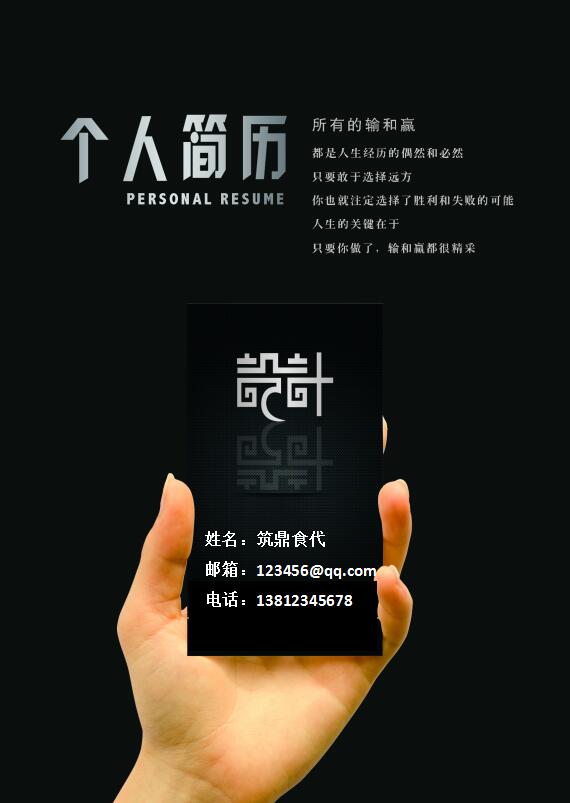 个人简历
PERSONAL RESUME
所有的输和赢
都是人生经历的偶然和必然
只要敢于选择远方
你也就注定选择了胜利和失败的可能
人生的关键在于
只要你做了，输和赢都很精采
設計
姓名：筑鼎食代
邮箱：123456@qq.com
电话：13812345678